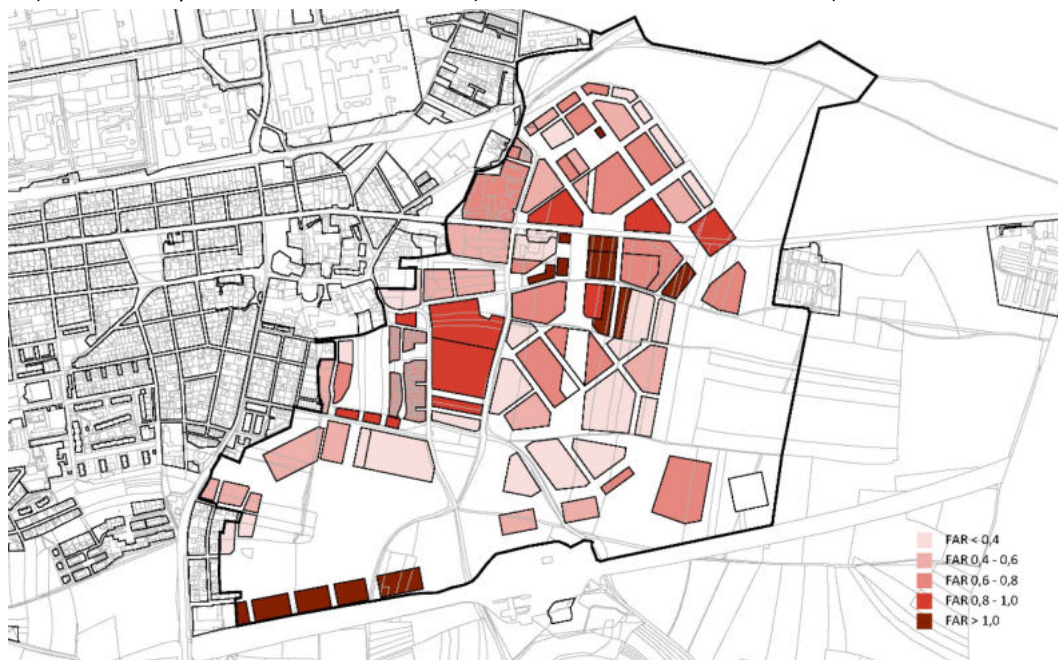 FAR < 0,4
FAR 0,4 - 0,6
FAR 0,6 - 0,8
FAR 0,8 - 1,0
FAR > 1,0